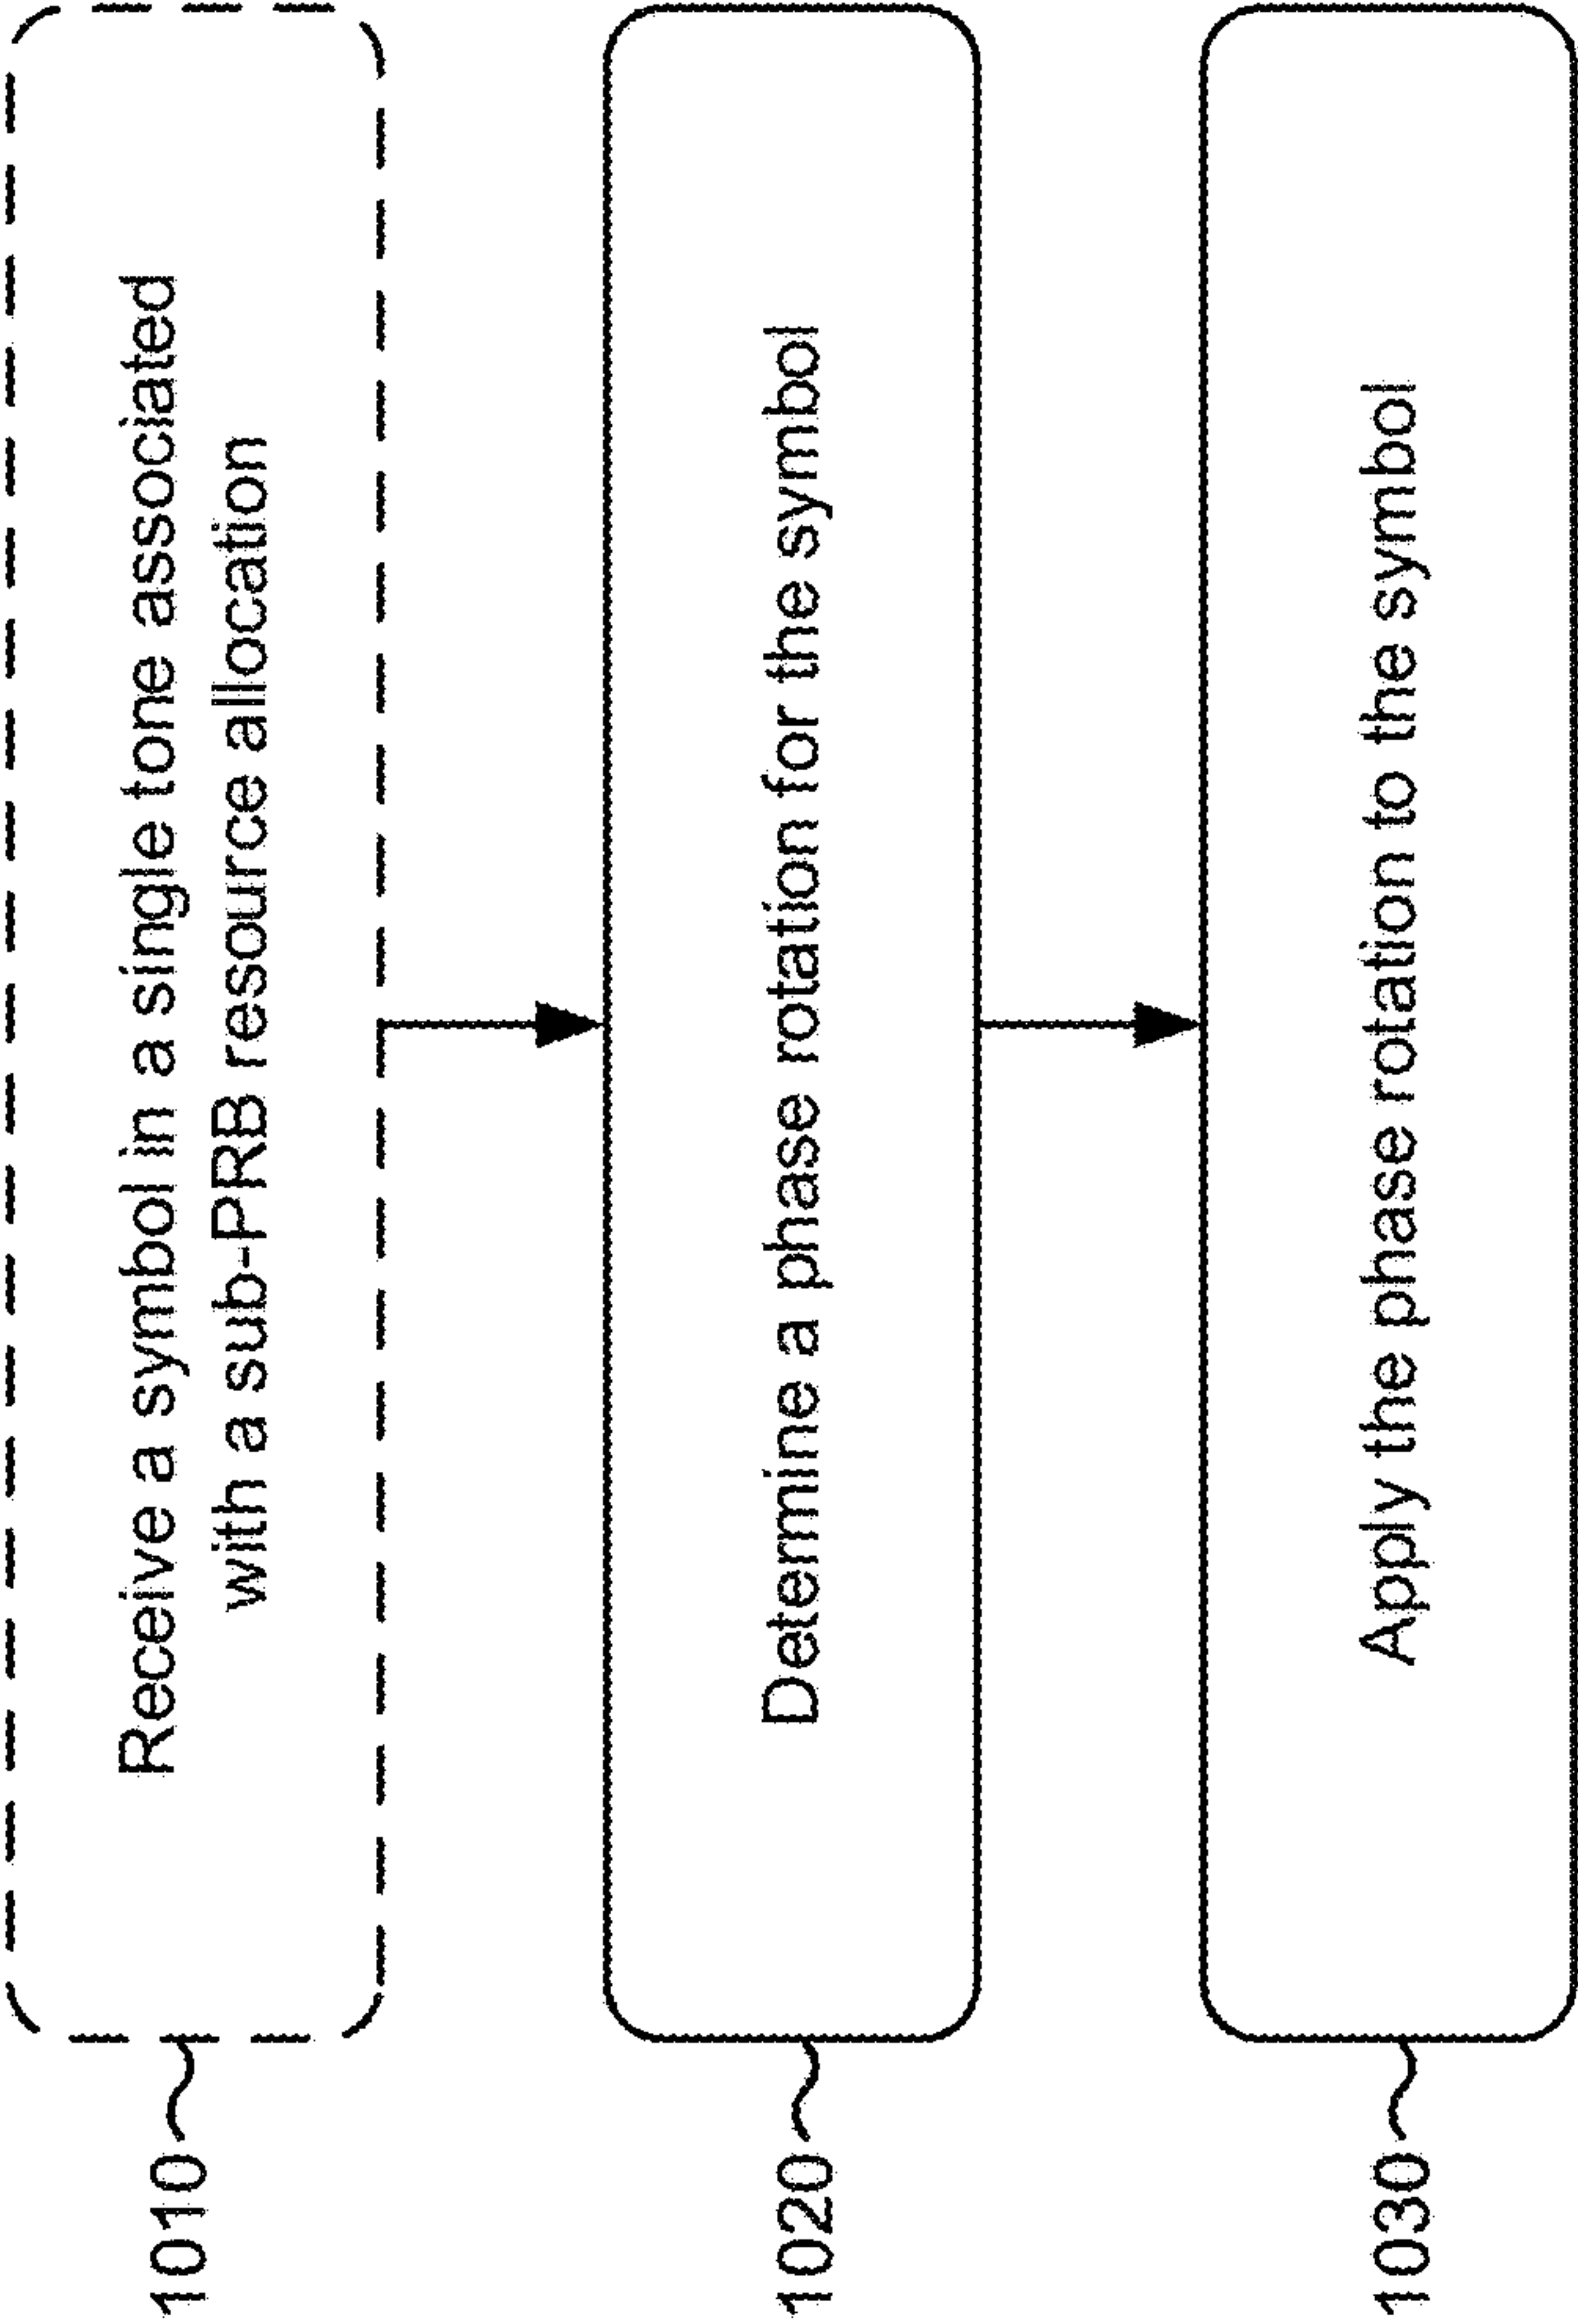 1010
Receive a symbol in a single tone associated
with a sub-PRB resource allocation
1020
Determine a phase rotation for the symbol
1030
Apply the phase rotation to the symbol